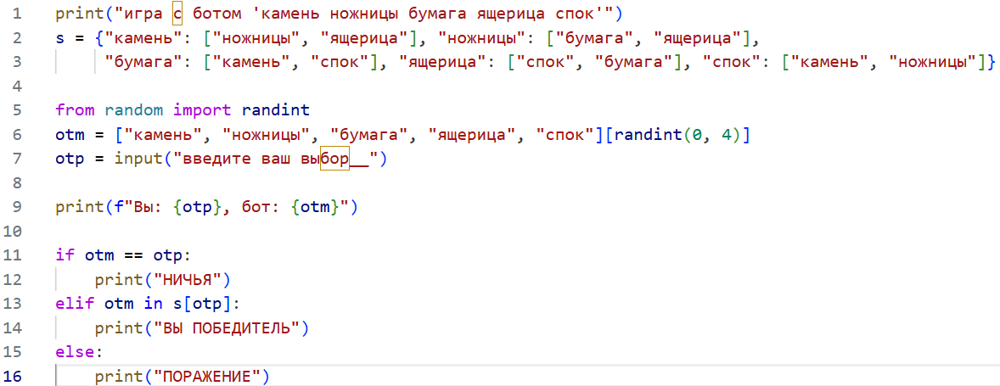 1 print("игра с ботом 'камень ножницы бумага ящерица спок'")
2 s = {"камень": ["ножницы", "ящерица"], "ножницы": ["бумага", "ящерица"],
3      "бумага": ["камень", "спок"], "ящерица": ["спок", "бумага"], "спок": ["камень", "ножницы"]}
4
5 from random import randint
6 otm = ["камень", "ножницы", "бумага", "ящерица", "спок"][randint(0, 4)]
7 otp = input("введите ваш выбор__")
8
9 print(f"Вы: {otp}, бот: {otm}")
10
11 if otm == otp:
12     print("НИЧЬЯ")
13 elif otm in s[otp]:
14     print("ВЫ ПОБЕДИТЕЛЬ")
15 else:
16     print("ПОРАЖЕНИЕ")